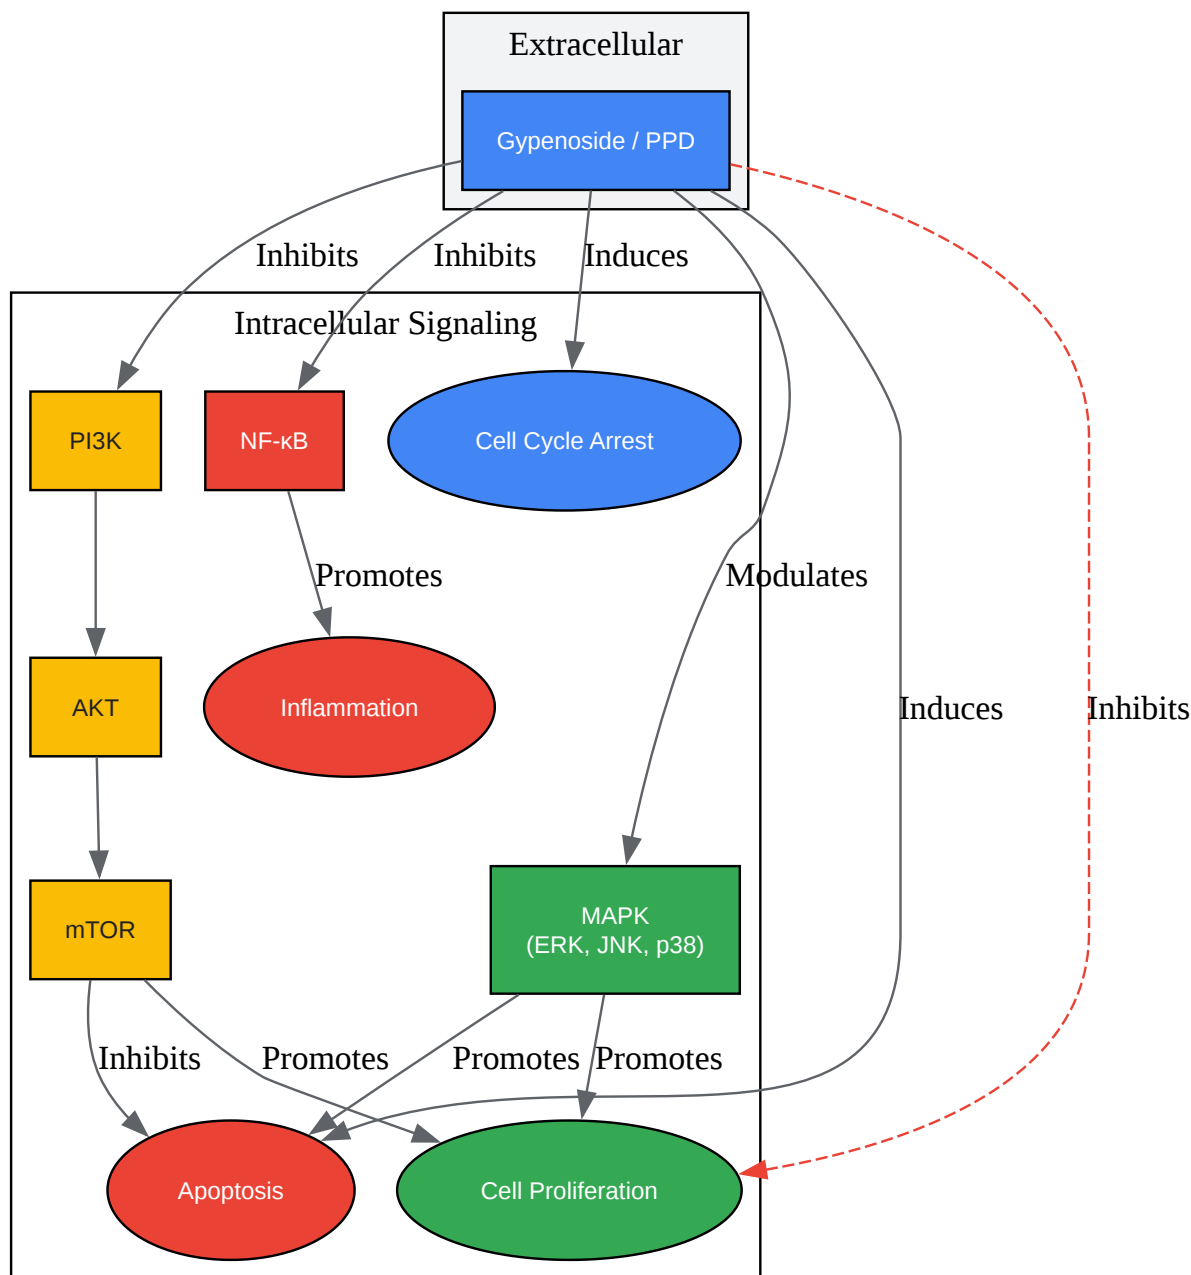 Extracellular
Gypenoside / PPD
Inhibits
Inhibits
Induces
Intracellular Signaling
PI3K
NF-κB
Cell Cycle Arrest
Promotes
Modulates
AKT
Inflammation
Induces
Inhibits
mTOR
MAPK
(ERK, JNK, p38)
Inhibits
Promotes
Promotes
Promotes
Apoptosis
Cell Proliferation